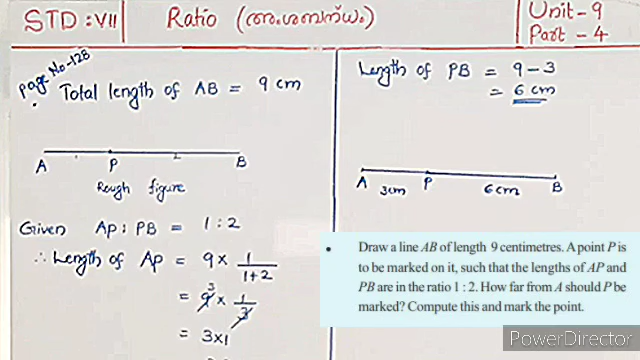 STD : VII
Ratio (അംശബന്ധം)
Unit-9
Part - 4
page No-128
Total length of AB = 9 cm
A P B
Rough figure
Given AP : PB = 1 : 2
∴ Length of AP = 9 × 1/1+2
= 9 3 × 1/3
= 3×1
Length of PB = 9 - 3
= 6 cm
A 3cm P 6cm B
• Draw a line AB of length 9 centimetres. A point P is
to be marked on it, such that the lengths of AP and
PB are in the ratio 1 : 2. How far from A should P be
marked? Compute this and mark the point.
PowerDirector